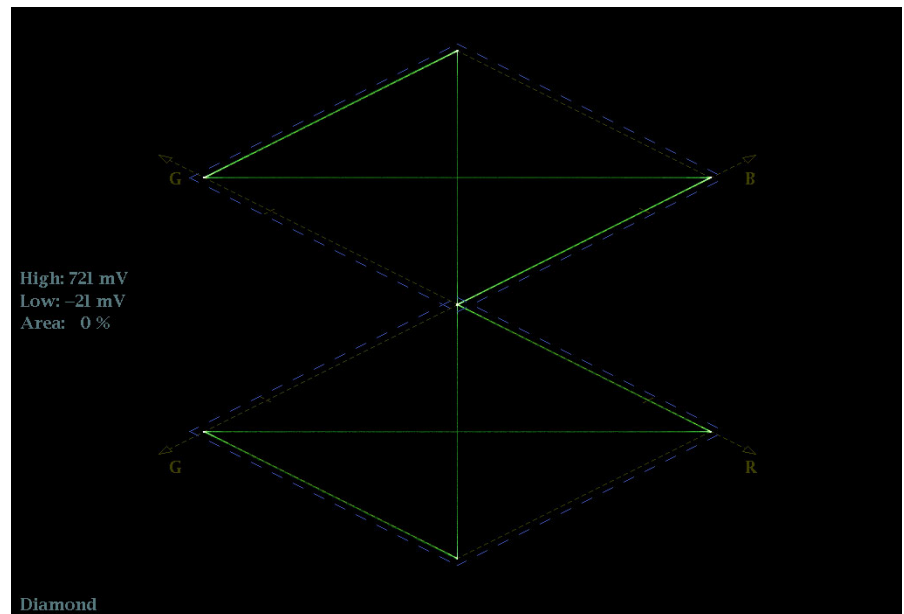 G
B
High: 721 mV
Low: –21 mV
Area: 0 %
G
R
Diamond